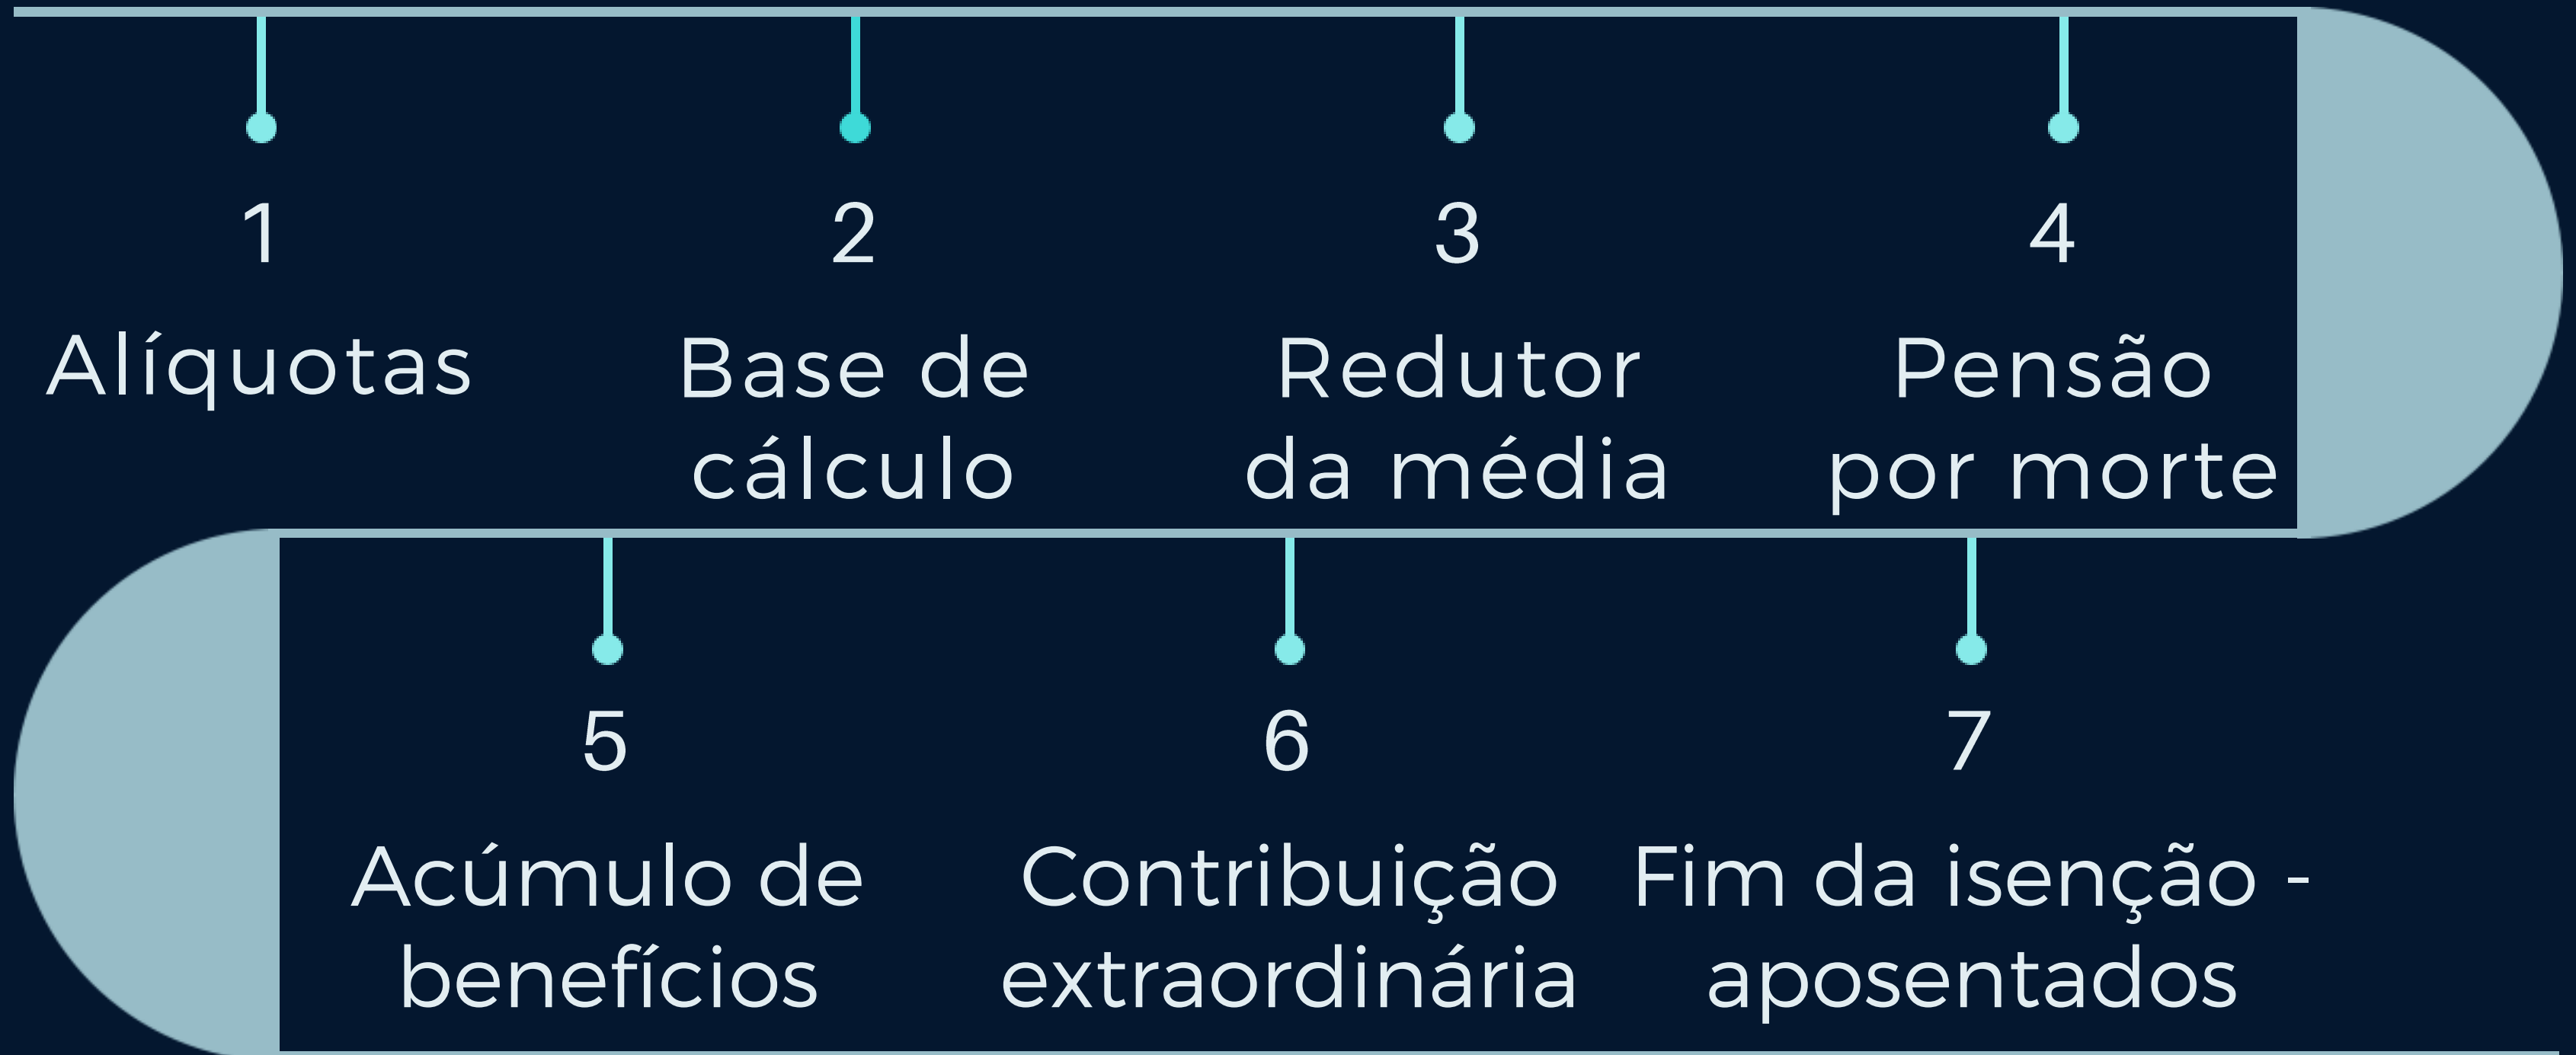 1
Alíquotas
2
Base de
cálculo
3
Redutor
da média
4
Pensão
por morte
5
Acúmulo de
benefícios
6
Contribuição
extraordinária
7
Fim da isenção -
aposentados